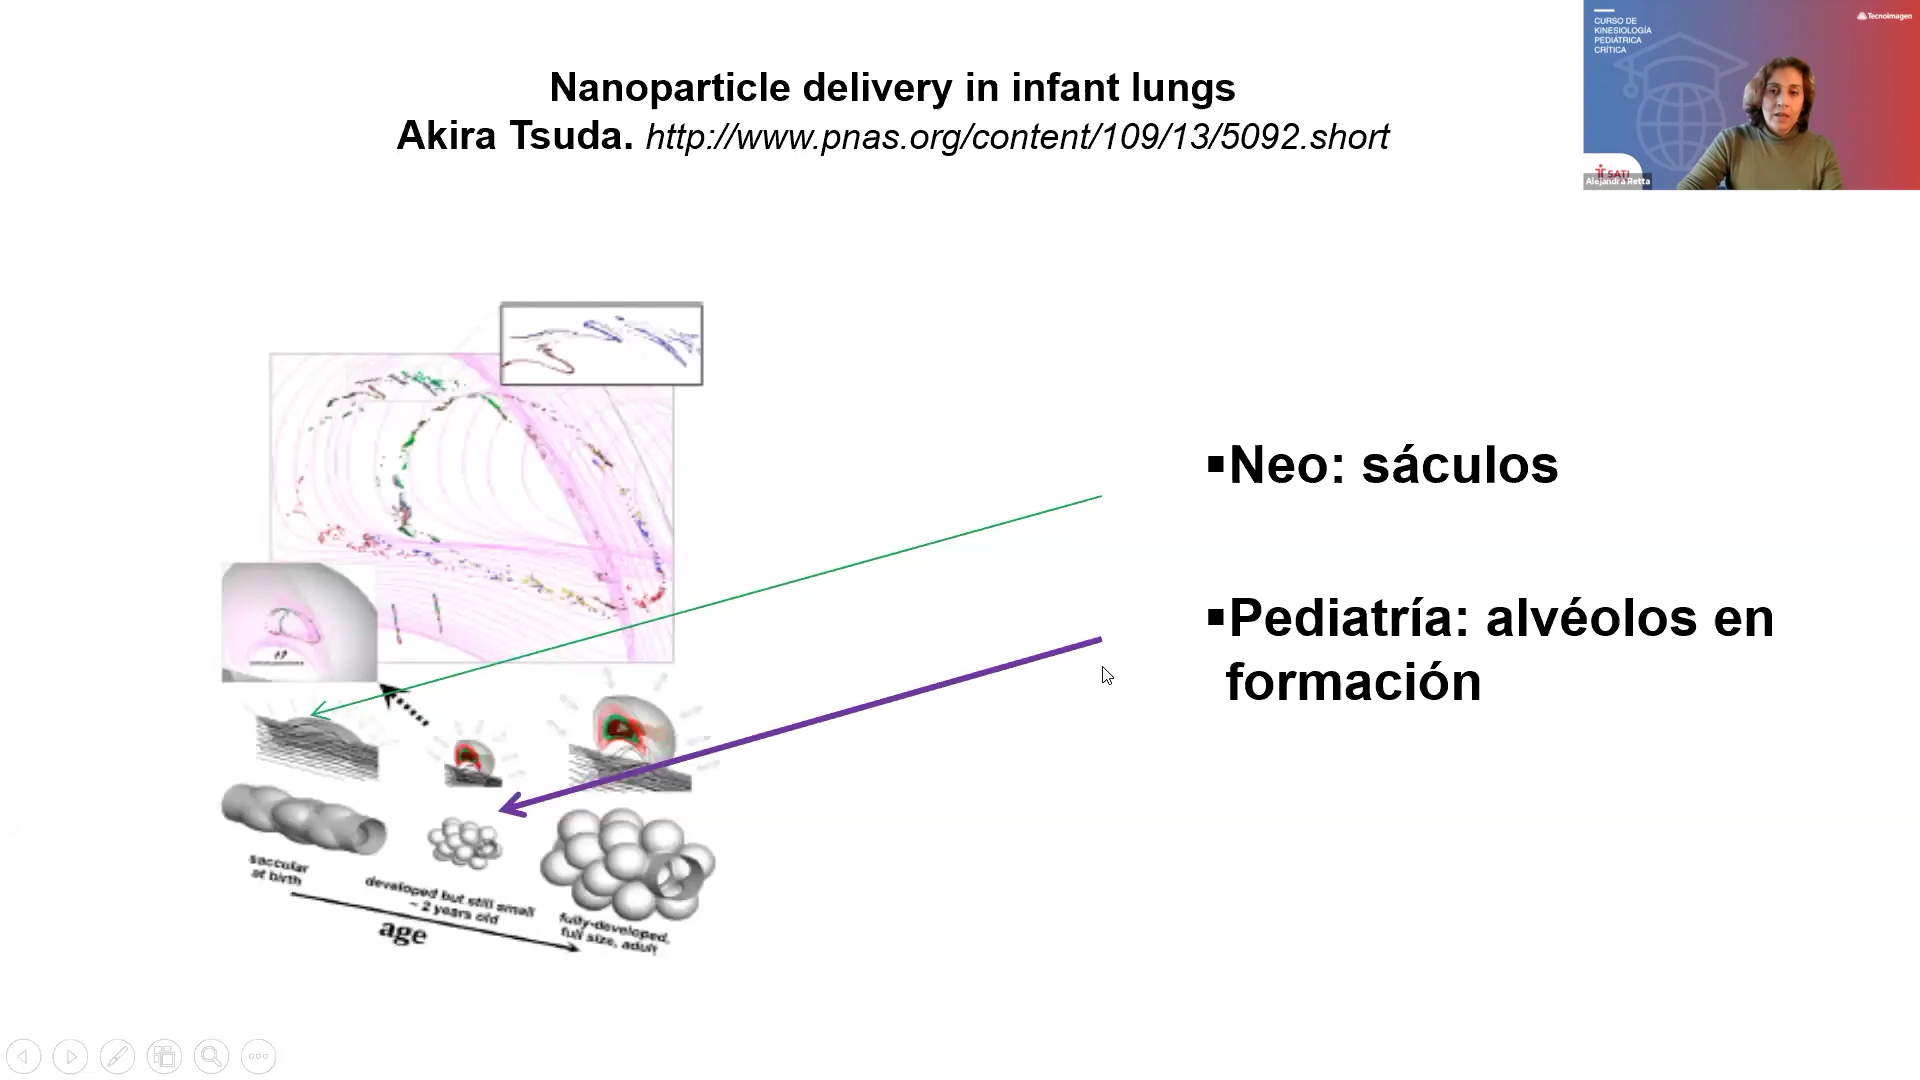 Nanoparticle delivery in infant lungs
Akira Tsuda. http://www.pnas.org/content/109/13/5092.short
CURSO DE
KINESIOLOGÍA
PEDIÁTRICA
CRÍTICA
Tecnoimagen
SATI
Alejandra Retta
▪Neo: sáculos
▪Pediatría: alvéolos en
formación
saccular
at birth
developed but still small
~ 2 years old
fully-developed,
full size, adult
age